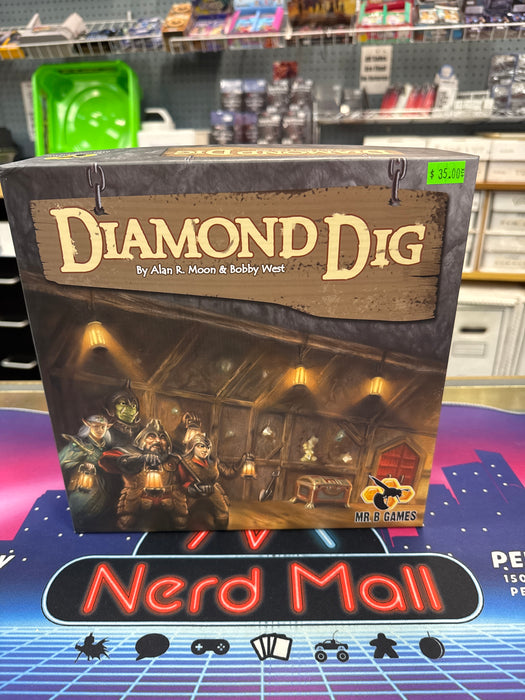 $ 35.00
DIAMOND DIG
By Alan R. Moon & Bobby West
MR B GAMES
Nerd Mall